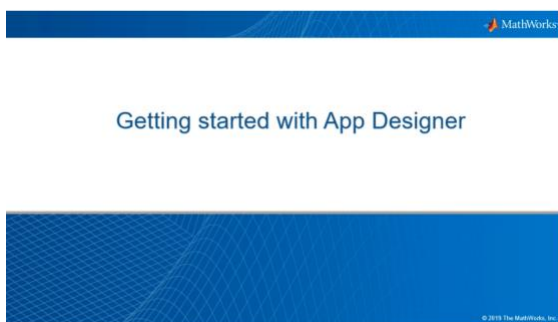 MathWorks
Getting started with App Designer
© 2019 The MathWorks, Inc.